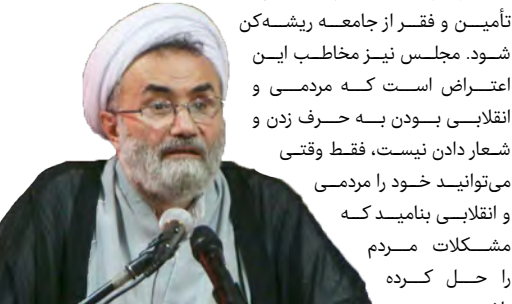 تأمین و فقر از جامعه ریشه‌کن
شود. مجلس نیز مخاطب این
اعتراض است که مردمی و
انقلابی بودن به حرف زدن و
شعار دادن نیست، فقط وقتی
می‌توانید خود را مردمی
و انقلابی بنامید که
مشکلات مردم
را حل کرده